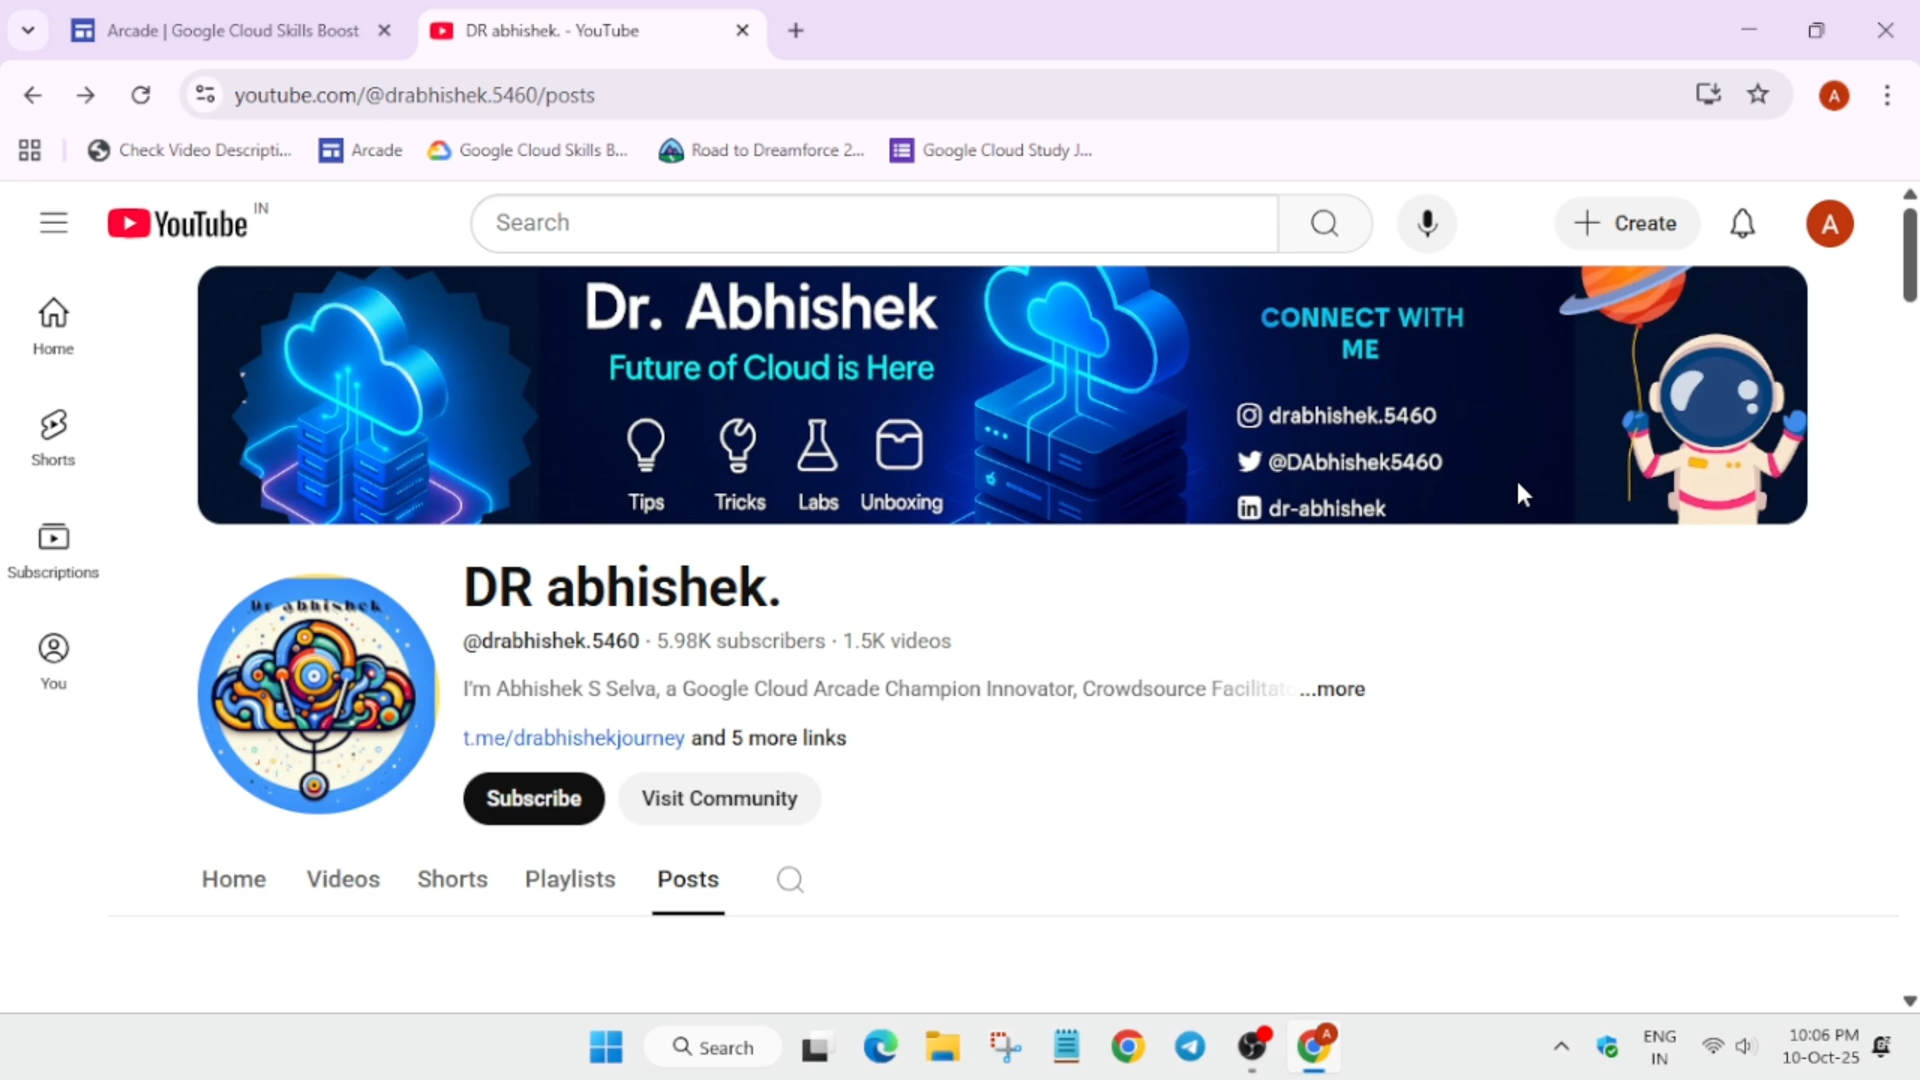 Arcade | Google Cloud Skills Boost
DR abhishek. - YouTube
youtube.com/@drabhishek.5460/posts
A
Check Video Descripti...
Arcade
Google Cloud Skills B...
Road to Dreamforce 2...
Google Cloud Study J...
YouTube IN
Search
Create
A
Home
Shorts
Subscriptions
You
Dr. Abhishek
Future of Cloud is Here
Tips
Tricks
Labs
Unboxing
CONNECT WITH
ME
drabhishek.5460
@DAbhishek5460
in dr-abhishek
Dr abhishek
DR abhishek.
@drabhishek.5460 · 5.98K subscribers · 1.5K videos
I'm Abhishek S Selva, a Google Cloud Arcade Champion Innovator, Crowdsource Facilitato ...more
t.me/drabhishekjourney and 5 more links
Subscribe
Visit Community
Home
Videos
Shorts
Playlists
Posts
Search
A
ENG
IN
10:06 PM
10-Oct-25